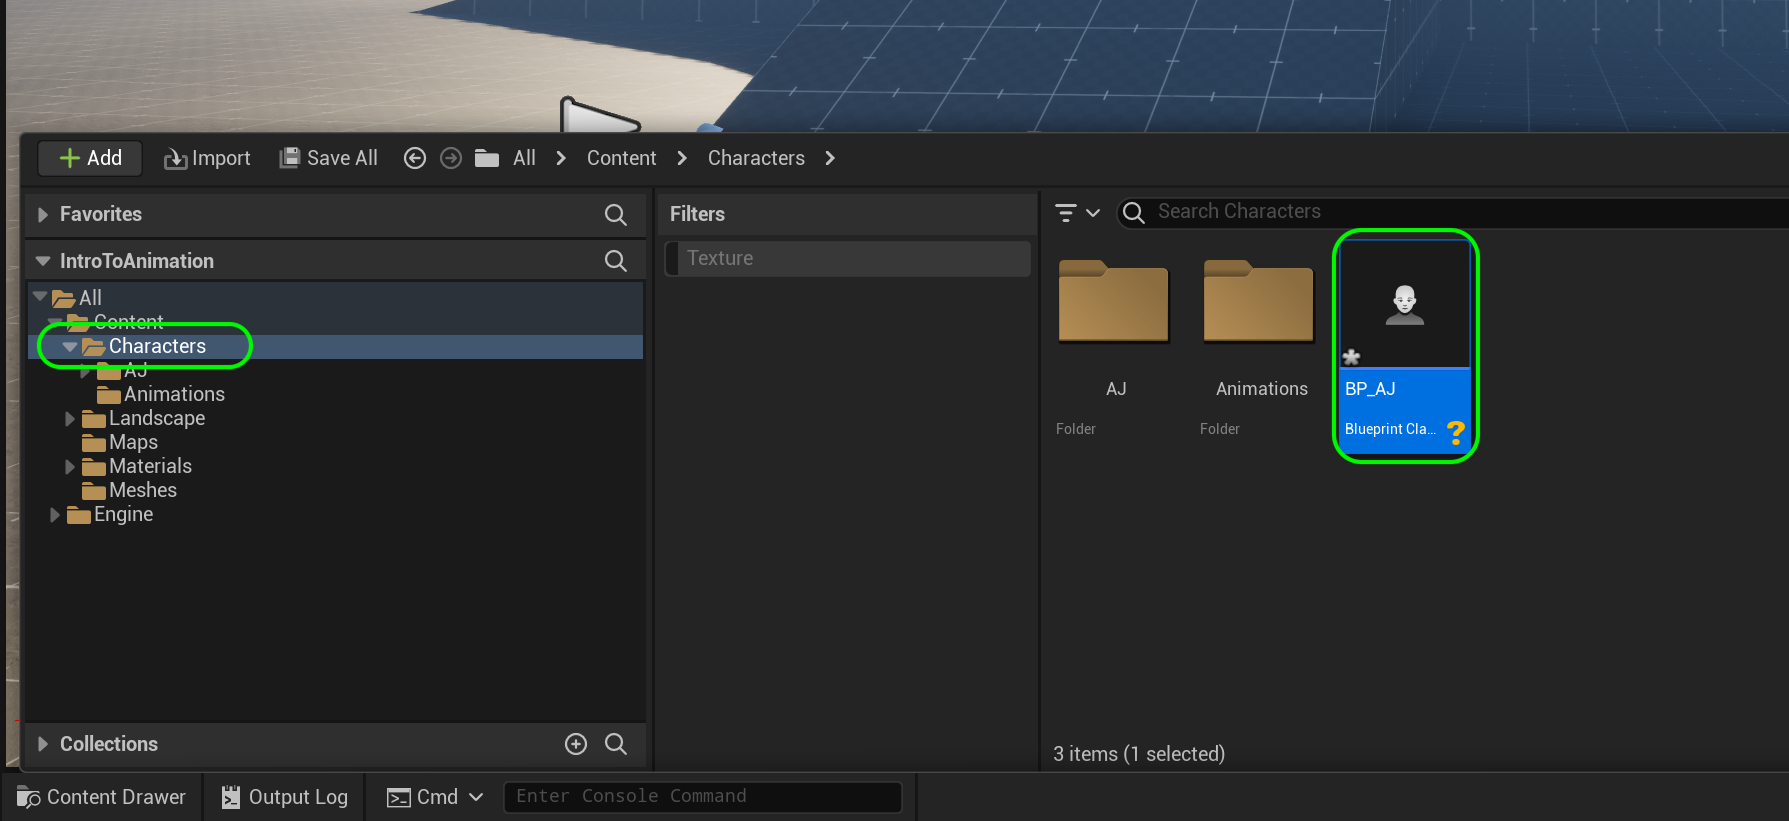 Add
Import
Save All
All
Content
Characters
Favorites
IntroToAnimation
All
Content
Characters
AJ
Animations
Landscape
Maps
Materials
Meshes
Engine
Collections
Filters
Texture
Search Characters
AJ
Folder
Animations
Folder
BP_AJ
Blueprint Cla...
?
3 items (1 selected)
Content Drawer
Output Log
Cmd
Enter Console Command